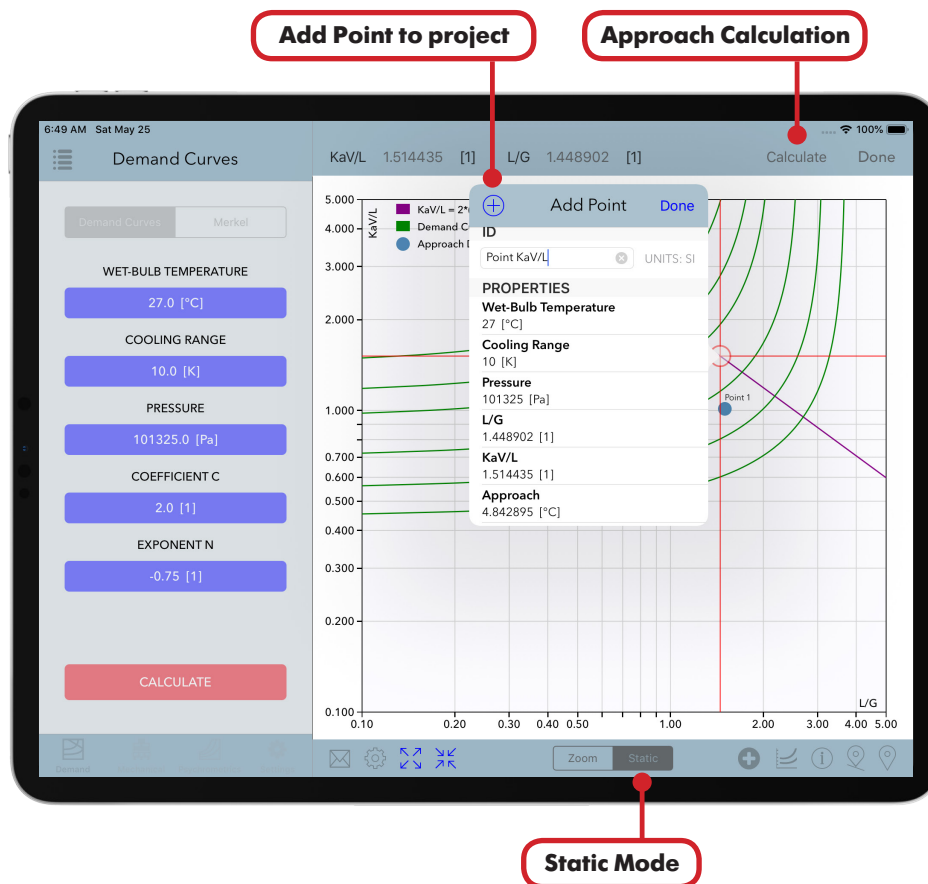 Add Point to project
Approach Calculation
6:49 AM Sat May 25
100%
Demand Curves
KaV/L 1.514435 [1] L/G 1.448902 [1]
Calculate Done
Demand Curves Merkel
WET-BULB TEMPERATURE
27.0 [°C]
COOLING RANGE
10.0 [K]
PRESSURE
101325.0 [Pa]
COEFFICIENT C
2.0 [1]
EXPONENT N
-0.75 [1]
CALCULATE
Demand
KaV/L
5.000
4.000
3.000
2.000
1.000
0.700
0.600
0.500
0.400
0.300
0.200
0.100
KaV/L = 2*
Demand C
Approach
Add Point Done
ID
Point KaV/L UNITS: SI
PROPERTIES
Wet-Bulb Temperature
27 [°C]
Cooling Range
10 [K]
Pressure
101325 [Pa]
L/G
1.448902 [1]
KaV/L
1.514435 [1]
Approach
4.842895 [°C]
Point 1
L/G
0.10 0.20 0.30 0.40 0.50 1.00 2.00 3.00 4.00 5.00
Zoom Static
Static Mode